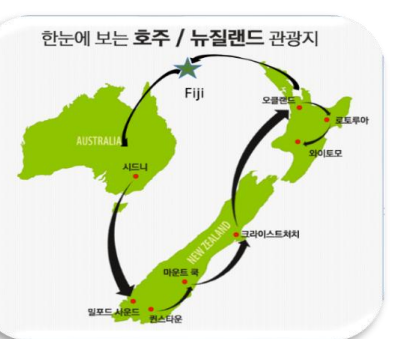 한눈에 보는 호주 / 뉴질랜드 관광지
Fiji
오클랜드
로토루아
와이토모
AUSTRALIA
시드니
크라이스트처치
NEW ZEALAND
마운트 쿡
밀포드 사운드
퀸스타운